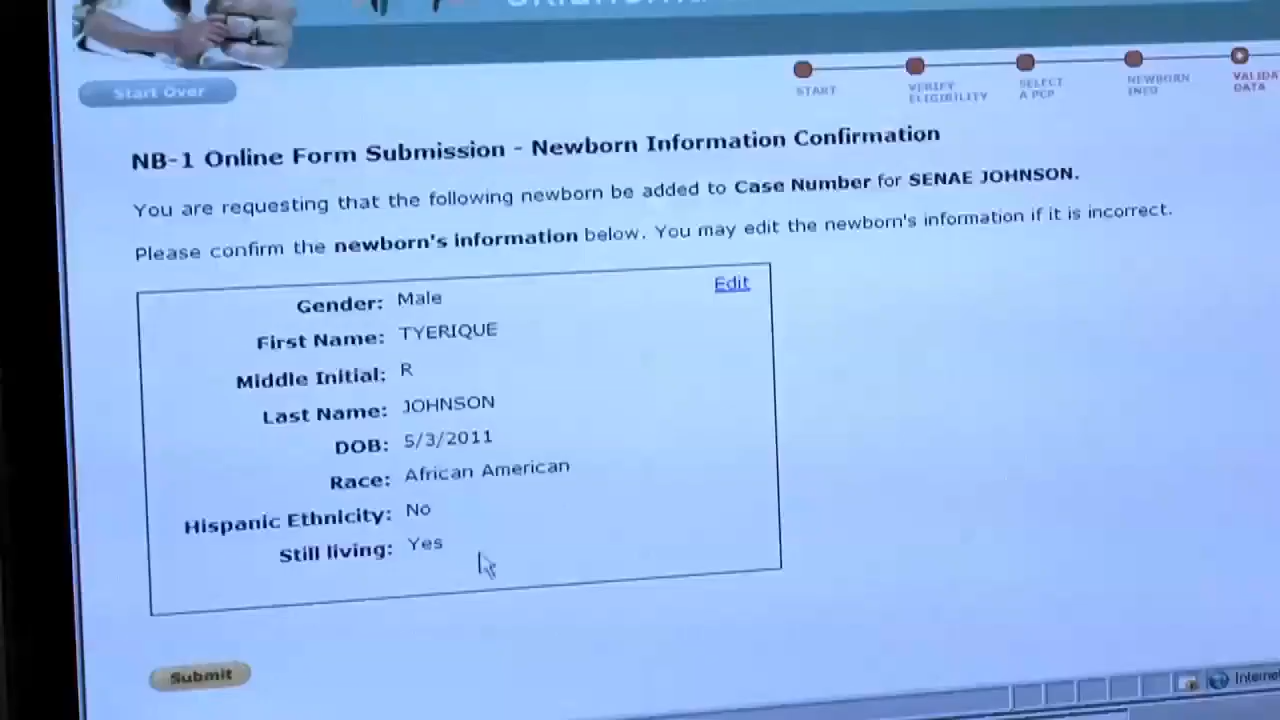 Start Over
START
VERIFY
ELIGIBILITY
SELECT
A PCP
NEWBORN
INFO
VALIDA
DATA
NB-1 Online Form Submission - Newborn Information Confirmation
You are requesting that the following newborn be added to Case Number for SENAE JOHNSON.
Please confirm the newborn's information below. You may edit the newborn's information if it is incorrect.
Edit
Gender: Male
First Name: TYERIQUE
Middle Initial: R
Last Name: JOHNSON
DOB: 5/3/2011
Race: African American
Hispanic Ethnicity: No
Still living: Yes
Submit
Interne